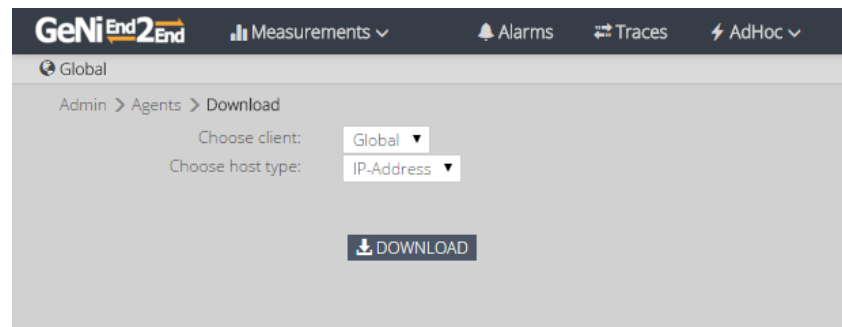 GeNi End2End Measurements Alarms Traces AdHoc
Global
Admin > Agents > Download
Choose client: Global
Choose host type: IP-Address
DOWNLOAD